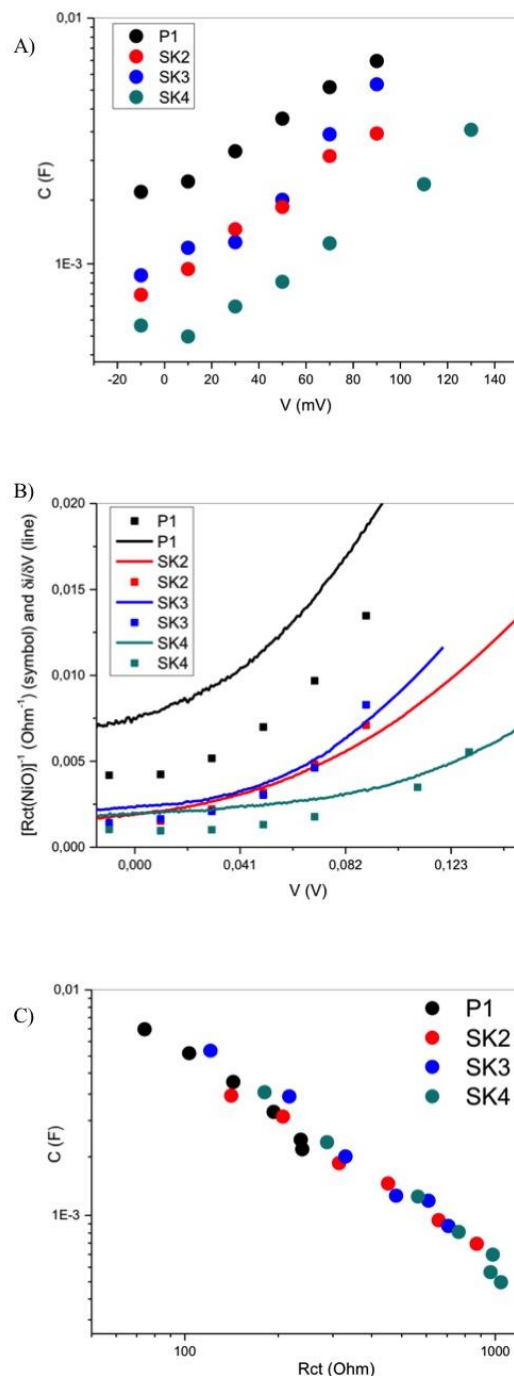 A)
0,01
P1
SK2
SK3
SK4
C (F)
1E-3
-20 0 20 40 60 80 100 120 140
V (mV)
B)
0,020
P1
P1
SK2
SK2
SK3
SK3
SK4
SK4
0,015
0,010
0,005
0,000
[Rct(NiO)]⁻¹ (Ohm⁻¹) (symbol) and δi/δV (line)
0,000 0,041 0,082 0,123
V (V)
C)
0,01
P1
SK2
SK3
SK4
C (F)
1E-3
100 1000
Rct (Ohm)